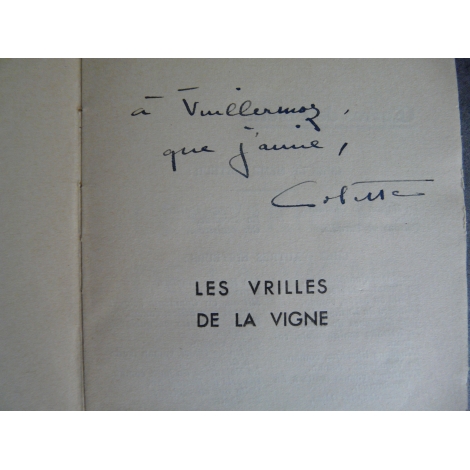 à Vuillermoz,
que j'aime,
Colette
LES VRILLES
DE LA VIGNE